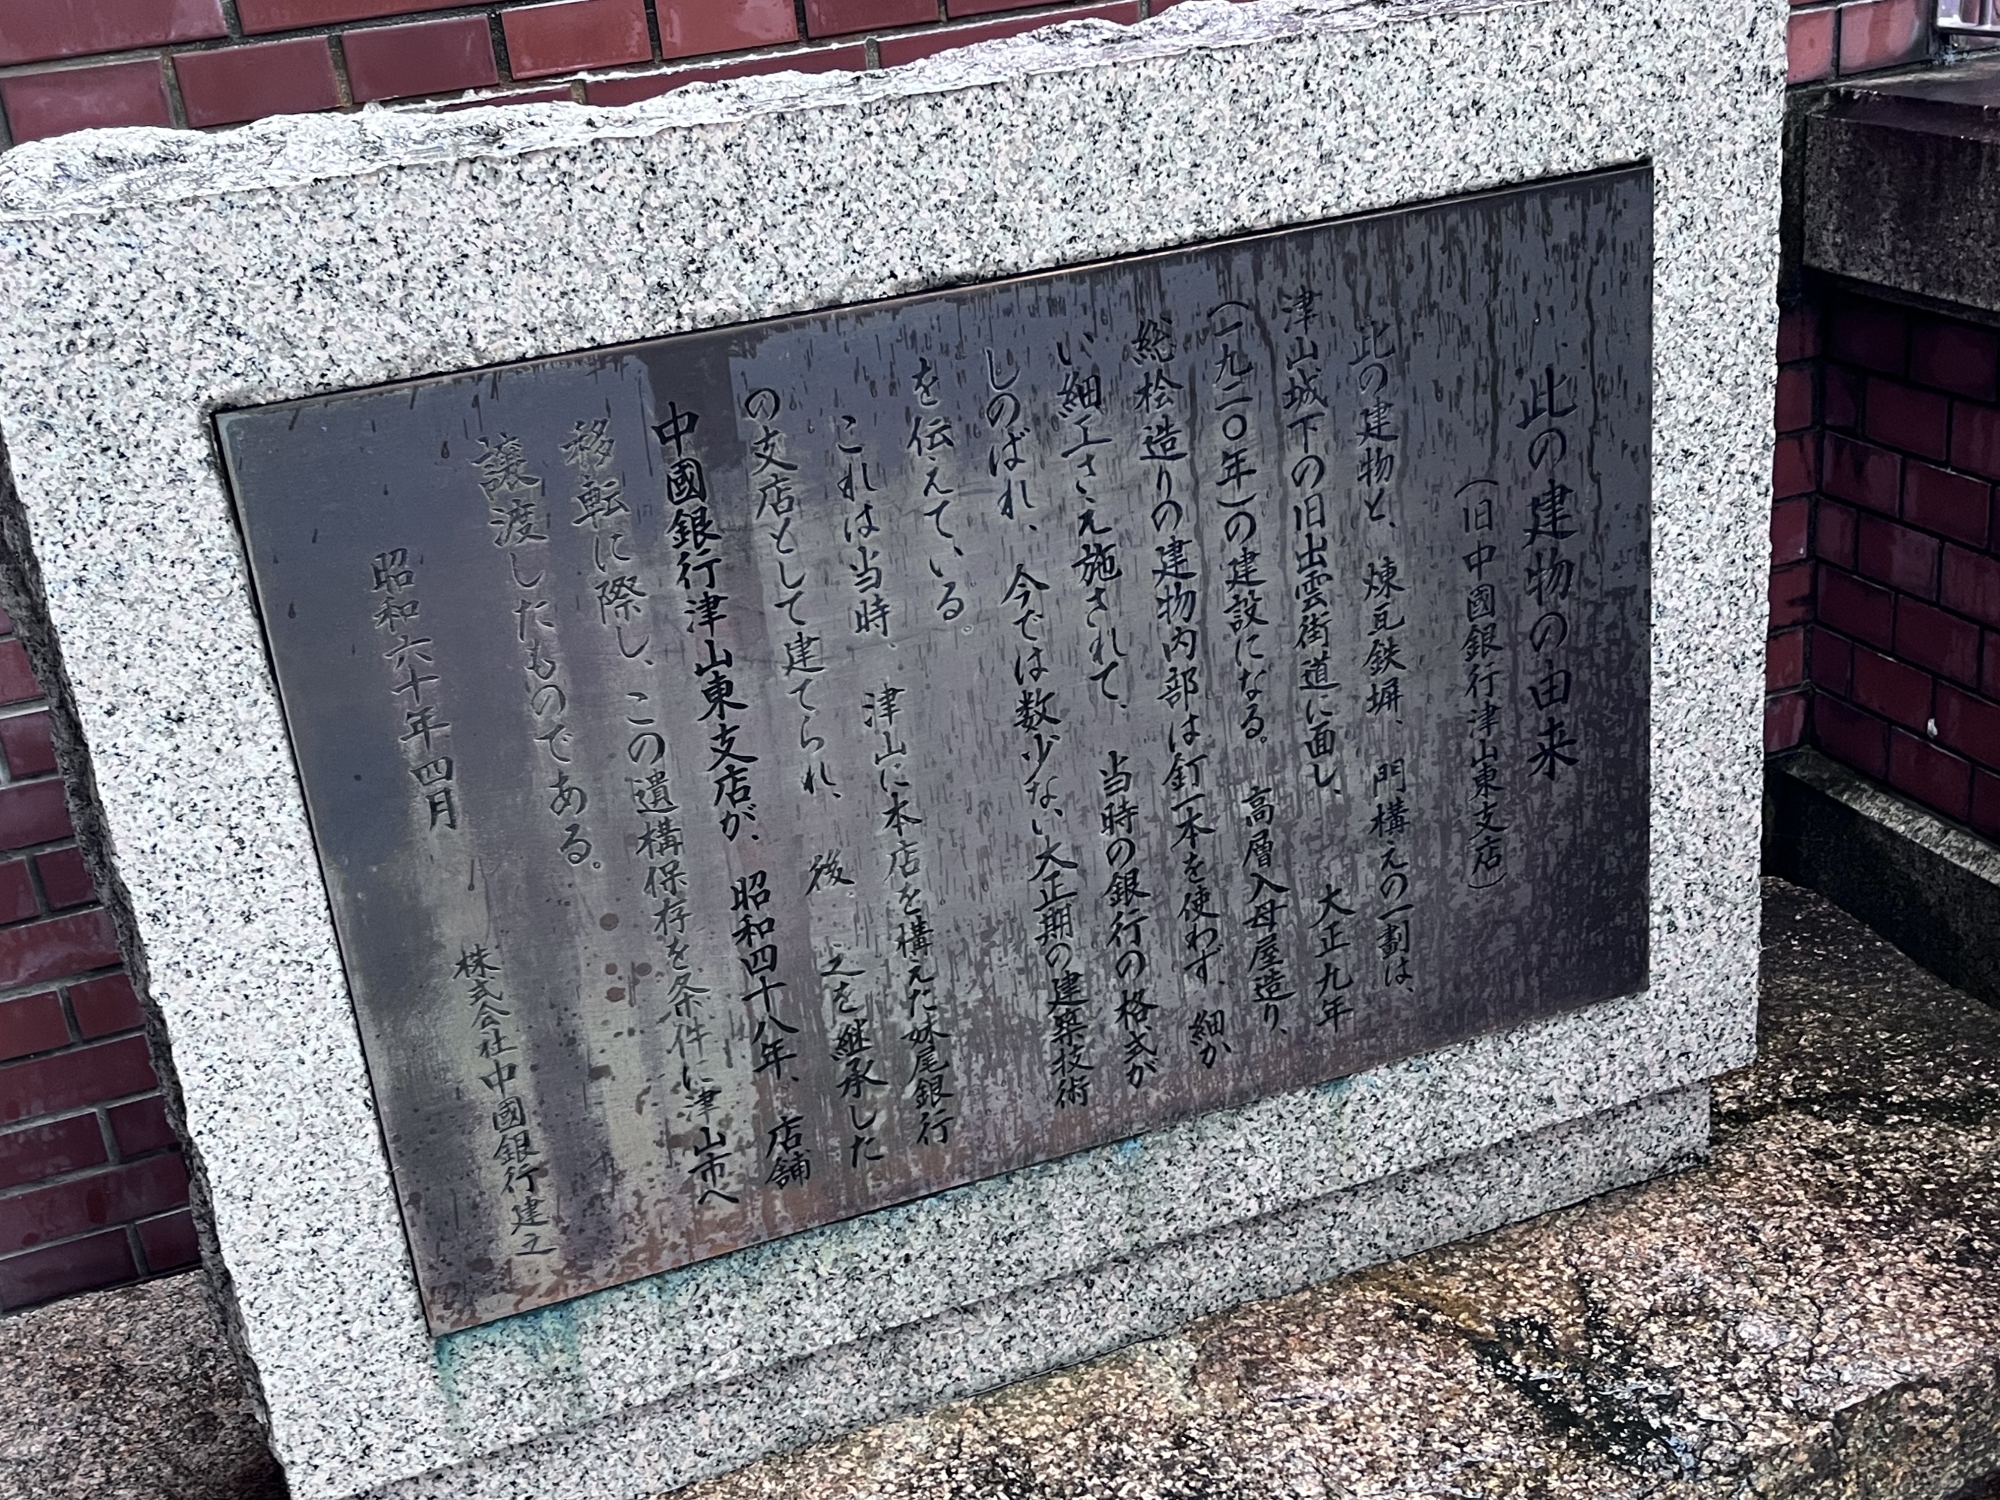 此の建物の由来
(旧中國銀行津山東支店)
此の建物と、煉瓦鉄塀、門構えの一劃は、
津山城下の旧出雲街道に面し、大正九年
(一九二〇年)の建設になる。高層入母屋造り、
総桧造りの建物内部は釘一本を使わず、細か
い細工さえ施されて、当時の銀行の格式が
しのばれ、今では数少ない大正期の建築技術
を伝えている。
これは当時、津山に本店を構えた妹尾銀行
の支店として建てられ、後、之を継承した
中國銀行津山東支店が、昭和四十八年、店舗
移転に際し、この遺構保存を条件に津山市へ
譲渡したものである。
昭和六十年四月
株式会社中國銀行建立